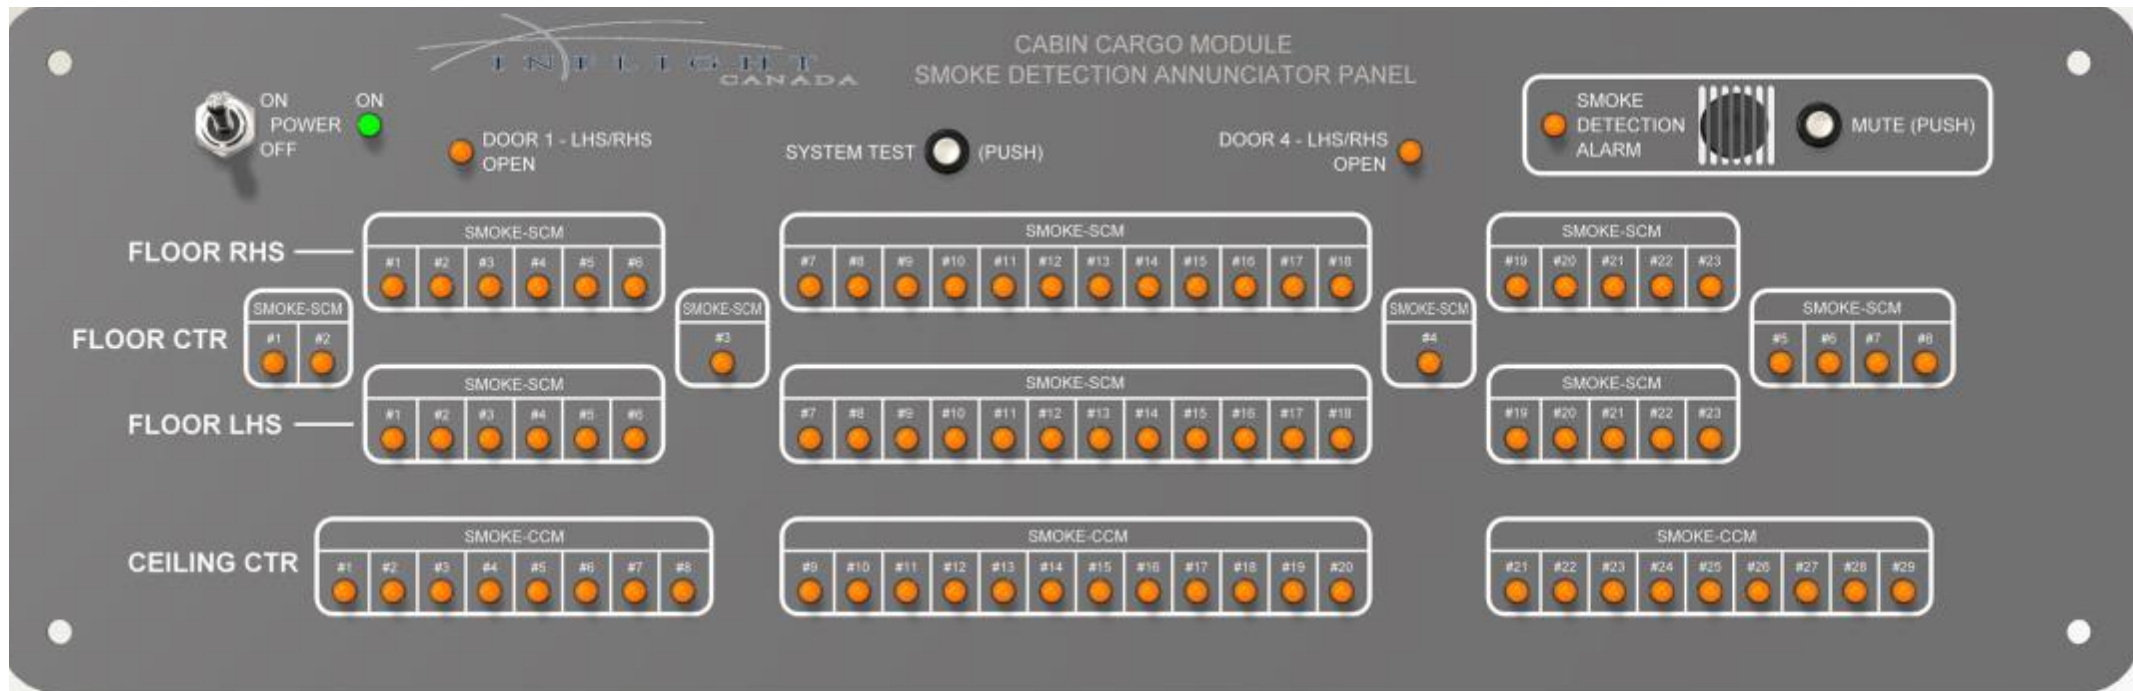 INFLIGHT
CANADA
CABIN CARGO MODULE
SMOKE DETECTION ANNUNCIATOR PANEL
ON
POWER
OFF
ON
DOOR 1 - LHS/RHS
OPEN
SYSTEM TEST (PUSH)
DOOR 4 - LHS/RHS
OPEN
SMOKE
DETECTION
ALARM
MUTE (PUSH)
FLOOR RHS
SMOKE-SCM
#1 #2 #3 #4 #5 #6
SMOKE-SCM
#7 #8 #9 #10 #11 #12 #13 #14 #15 #16 #17 #18
SMOKE-SCM
#19 #20 #21 #22 #23
FLOOR CTR
SMOKE-SCM
#1 #2
SMOKE-SCM
#3
SMOKE-SCM
#4
SMOKE-SCM
#5 #6 #7 #8
FLOOR LHS
SMOKE-SCM
#1 #2 #3 #4 #5 #6
SMOKE-SCM
#7 #8 #9 #10 #11 #12 #13 #14 #15 #16 #17 #18
SMOKE-SCM
#19 #20 #21 #22 #23
CEILING CTR
SMOKE-CCM
#1 #2 #3 #4 #5 #6 #7 #8
SMOKE-CCM
#9 #10 #11 #12 #13 #14 #15 #16 #17 #18 #19 #20
SMOKE-CCM
#21 #22 #23 #24 #25 #26 #27 #28 #29